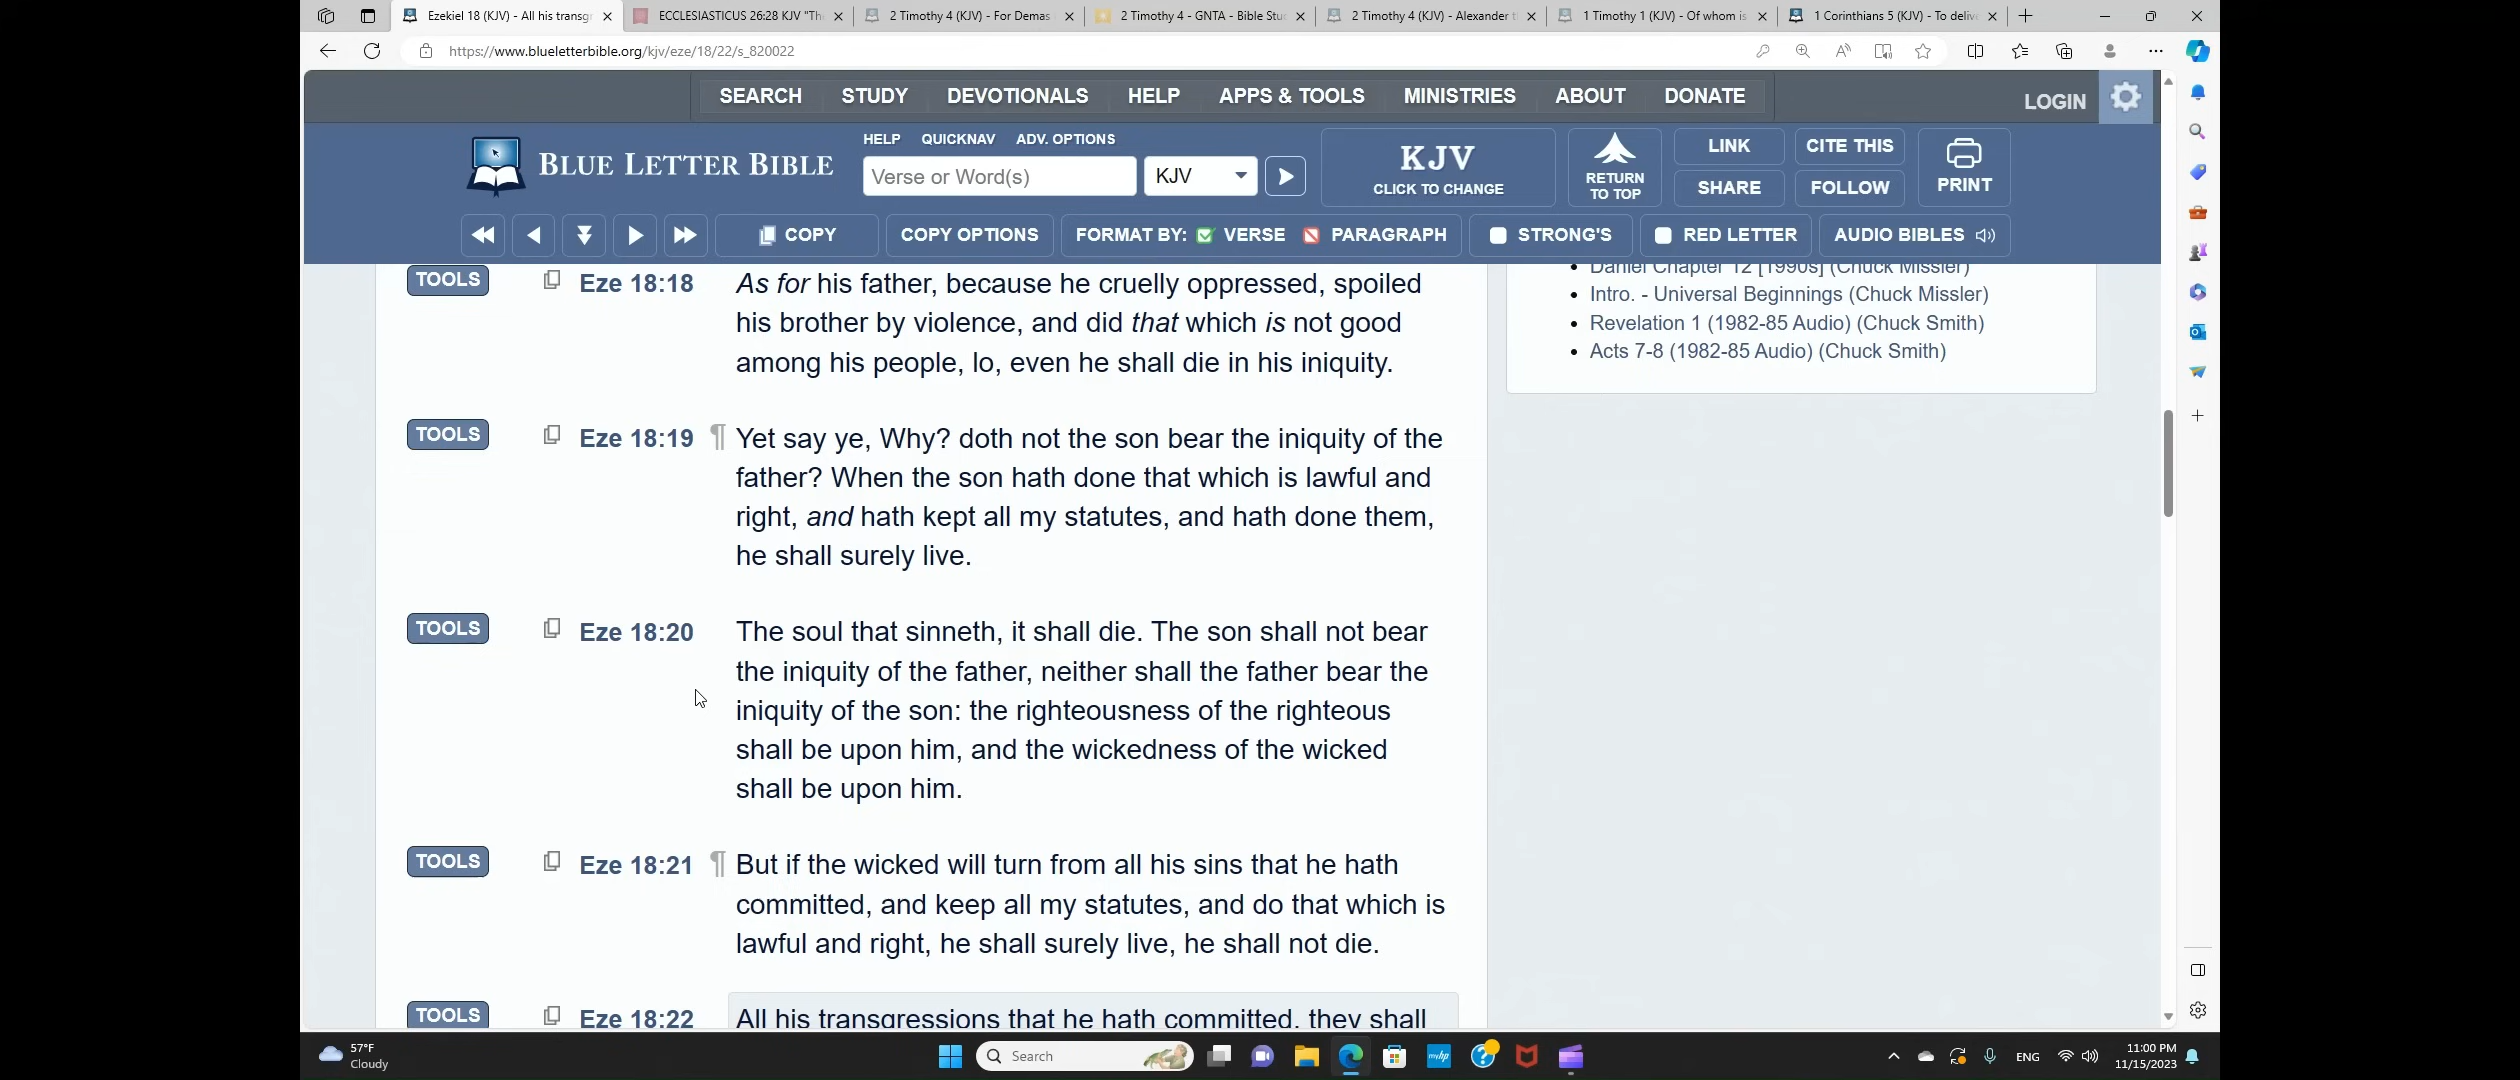 Ezekiel 18 (KJV) - All his transgr
ECCLESIASTICUS 26:28 KJV "The
2 Timothy 4 (KJV) - For Demas
2 Timothy 4 - GNTA - Bible Stu
2 Timothy 4 (KJV) - Alexander t
1 Timothy 1 (KJV) - Of whom is
1 Corinthians 5 (KJV) - To delive
https://www.blueletterbible.org/kjv/eze/18/22/s_820022
SEARCH STUDY DEVOTIONALS HELP APPS & TOOLS MINISTRIES ABOUT DONATE
LOGIN
BLUE LETTER BIBLE
HELP QUICKNAV ADV. OPTIONS
Verse or Word(s)
KJV
KJV
CLICK TO CHANGE
RETURN
TO TOP
LINK
CITE THIS
SHARE
FOLLOW
PRINT
COPY
COPY OPTIONS
FORMAT BY: VERSE PARAGRAPH
STRONG'S
RED LETTER
AUDIO BIBLES
TOOLS
Eze 18:18
As for his father, because he cruelly oppressed, spoiled
his brother by violence, and did that which is not good
among his people, lo, even he shall die in his iniquity.
TOOLS
Eze 18:19
¶ Yet say ye, Why? doth not the son bear the iniquity of the
father? When the son hath done that which is lawful and
right, and hath kept all my statutes, and hath done them,
he shall surely live.
TOOLS
Eze 18:20
The soul that sinneth, it shall die. The son shall not bear
the iniquity of the father, neither shall the father bear the
iniquity of the son: the righteousness of the righteous
shall be upon him, and the wickedness of the wicked
shall be upon him.
TOOLS
Eze 18:21
¶ But if the wicked will turn from all his sins that he hath
committed, and keep all my statutes, and do that which is
lawful and right, he shall surely live, he shall not die.
TOOLS
Eze 18:22
All his transgressions that he hath committed, they shall
Daniel Chapter 12 [1990s] (Chuck Missler)
Intro. - Universal Beginnings (Chuck Missler)
Revelation 1 (1982-85 Audio) (Chuck Smith)
Acts 7-8 (1982-85 Audio) (Chuck Smith)
57°F
Cloudy
Search
myhp
ENG
11:00 PM
11/15/2023